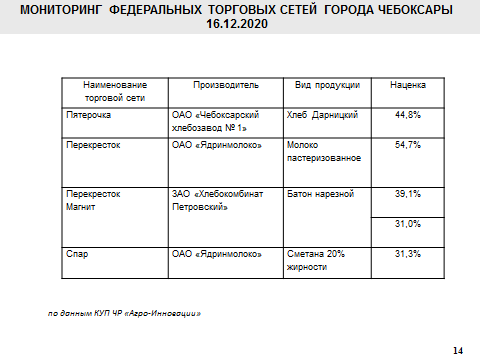 МОНИТОРИНГ ФЕДЕРАЛЬНЫХ ТОРГОВЫХ СЕТЕЙ ГОРОДА ЧЕБОКСАРЫ
16.12.2020
Наименование торговой сети Производитель Вид продукции Наценка
Пятерочка ОАО «Чебоксарский хлебозавод №1» Хлеб Дарницкий 44,8%
Перекресток ОАО «Ядринмолоко» Молоко пастеризованное 54,7%
Перекресток ЗАО «Хлебокомбинат Петровский» Батон нарезной 39,1%
Магнит 31,0%
Спар ОАО «Ядринмолоко» Сметана 20% жирности 31,3%
по данным КУП ЧР «Агро-Инновации»
14